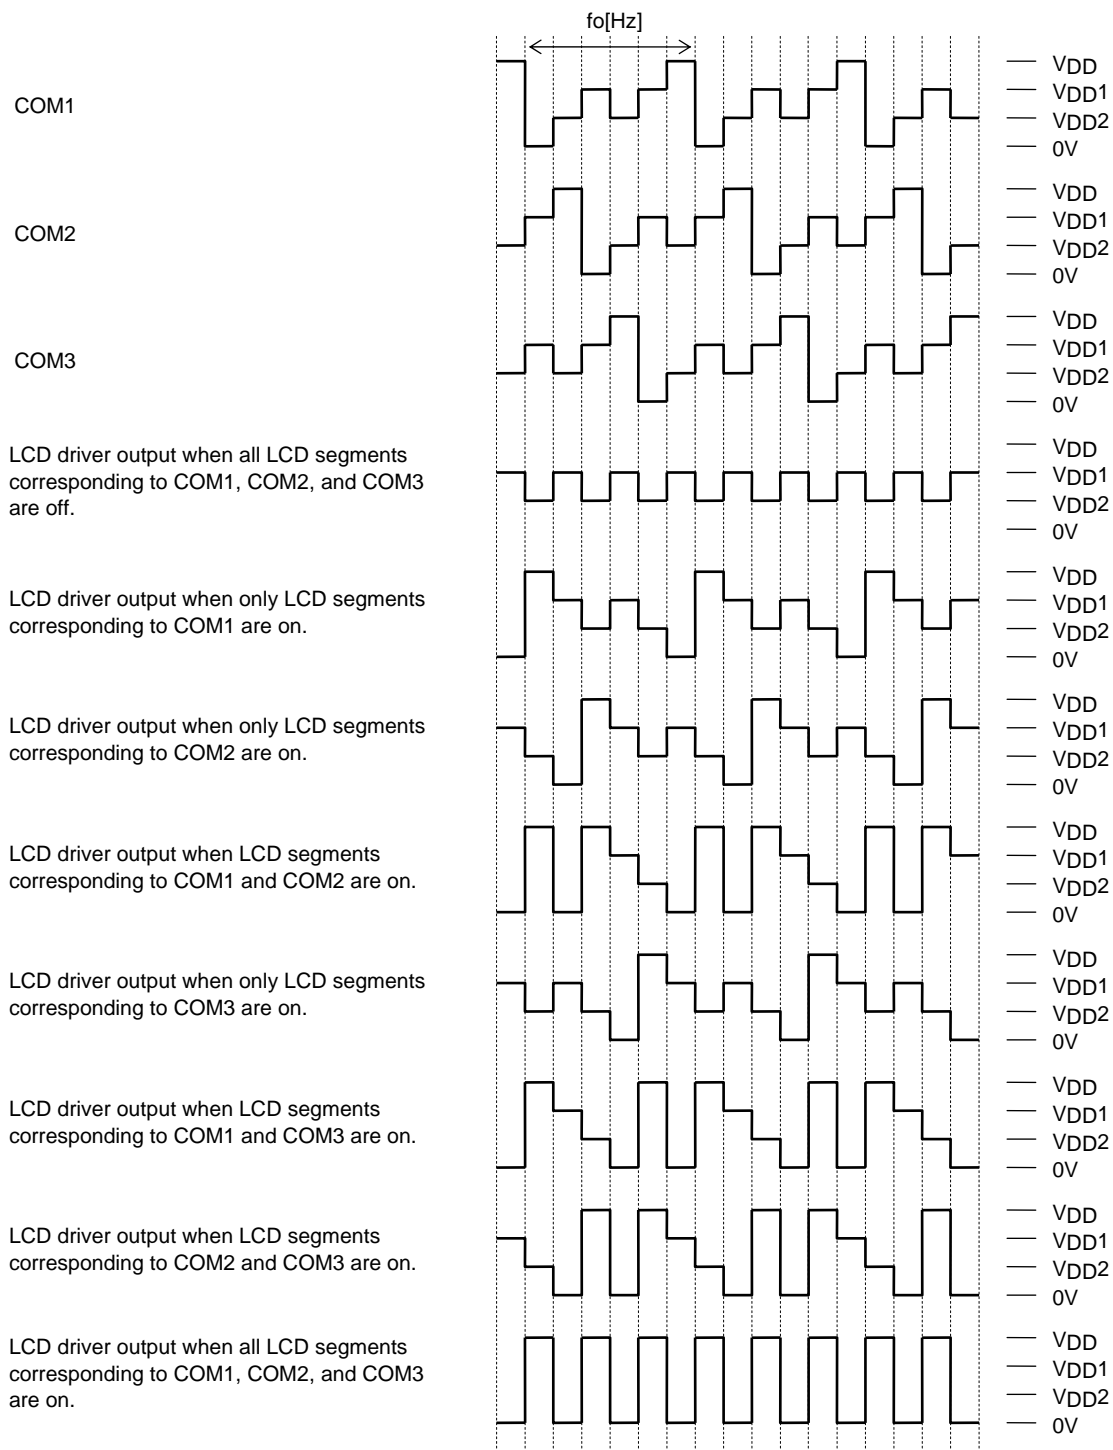 fo[Hz]
COM1
VDD
VDD1
VDD2
0V
COM2
VDD
VDD1
VDD2
0V
COM3
VDD
VDD1
VDD2
0V
LCD driver output when all LCD segments
corresponding to COM1, COM2, and COM3
are off.
VDD
VDD1
VDD2
0V
LCD driver output when only LCD segments
corresponding to COM1 are on.
VDD
VDD1
VDD2
0V
LCD driver output when only LCD segments
corresponding to COM2 are on.
VDD
VDD1
VDD2
0V
LCD driver output when LCD segments
corresponding to COM1 and COM2 are on.
VDD
VDD1
VDD2
0V
LCD driver output when only LCD segments
corresponding to COM3 are on.
VDD
VDD1
VDD2
0V
LCD driver output when LCD segments
corresponding to COM1 and COM3 are on.
VDD
VDD1
VDD2
0V
LCD driver output when LCD segments
corresponding to COM2 and COM3 are on.
VDD
VDD1
VDD2
0V
LCD driver output when all LCD segments
corresponding to COM1, COM2, and COM3
are on.
VDD
VDD1
VDD2
0V